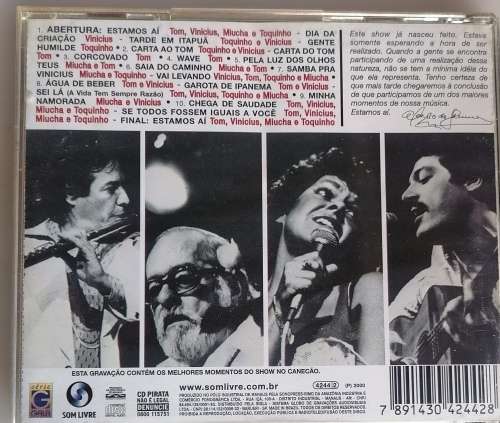 1. ABERTURA: ESTAMOS AÍ Tom, Vinicius, Miucha e Toquinho - DIA DA
CRIAÇÃO Vinicius - TARDE EM ITAPUÃ Toquinho e Vinicius - GENTE
HUMILDE Toquinho • 2. CARTA AO TOM Toquinho e Vinicius - CARTA DO TOM
Tom • 3. CORCOVADO Tom • 4. WAVE Tom • 5. PELA LUZ DOS OLHOS
TEUS Miucha e Tom • 6. SAIA DO CAMINHO Miucha e Tom • 7. SAMBA PRA
VINICIUS Miucha e Toquinho - VAI LEVANDO Vinicius, Tom, Toquinho e Miucha •
8. ÁGUA DE BEBER Tom e Vinicius - GAROTA DE IPANEMA Tom e Vinicius -
SEI LÁ (A Vida Tem Sempre Razão) Tom, Vinicius, Miucha e Toquinho • 9. MINHA
NAMORADA Miucha e Vinicius • 10. CHEGA DE SAUDADE Tom, Vinicius,
Miucha e Toquinho - SE TODOS FOSSEM IGUAIS A VOCÊ Tom, Vinicius,
Miucha e Toquinho - FINAL: ESTAMOS AÍ Tom, Vinicius, Miucha e Toquinho
Este show já nasceu feito. Estava
somente esperando a hora de ser
realizado. Quando a gente se encontra
participando de uma realização dessa
natureza, não se tem a mínima idéia do
que ela representa. Tenho certeza de
que mais tarde chegaremos à conclusão
de que participamos de um dos maiores
momentos de nossa música.
Estamos aí.
ESTA GRAVAÇÃO CONTÉM OS MELHORES MOMENTOS DO SHOW NO CANECÃO.
série
G
GALA
SOM LIVRE
CD PIRATA
NÃO É LEGAL
DENUNCIE
0800 115751
www.somlivre.com.br
4244-2
(P) 2000
7 891430 424428